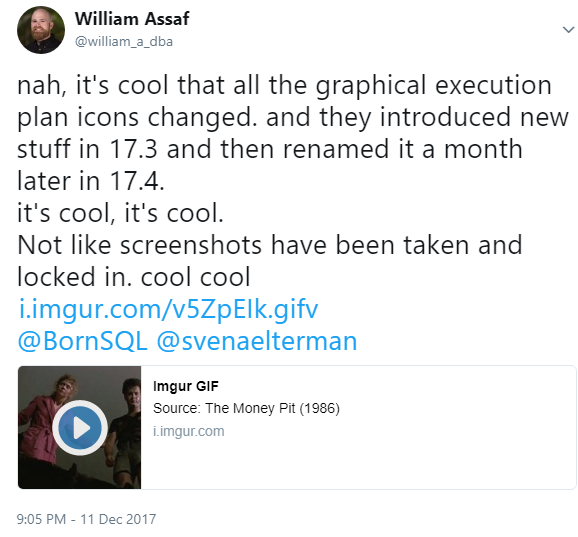 William Assaf
@william_a_dba
nah, it's cool that all the graphical execution
plan icons changed. and they introduced new
stuff in 17.3 and then renamed it a month
later in 17.4.
it's cool, it's cool.
Not like screenshots have been taken and
locked in. cool cool
i.imgur.com/v5ZpElk.gifv
@BornSQL @svenaelterman
Imgur GIF
Source: The Money Pit (1986)
i.imgur.com
9:05 PM - 11 Dec 2017